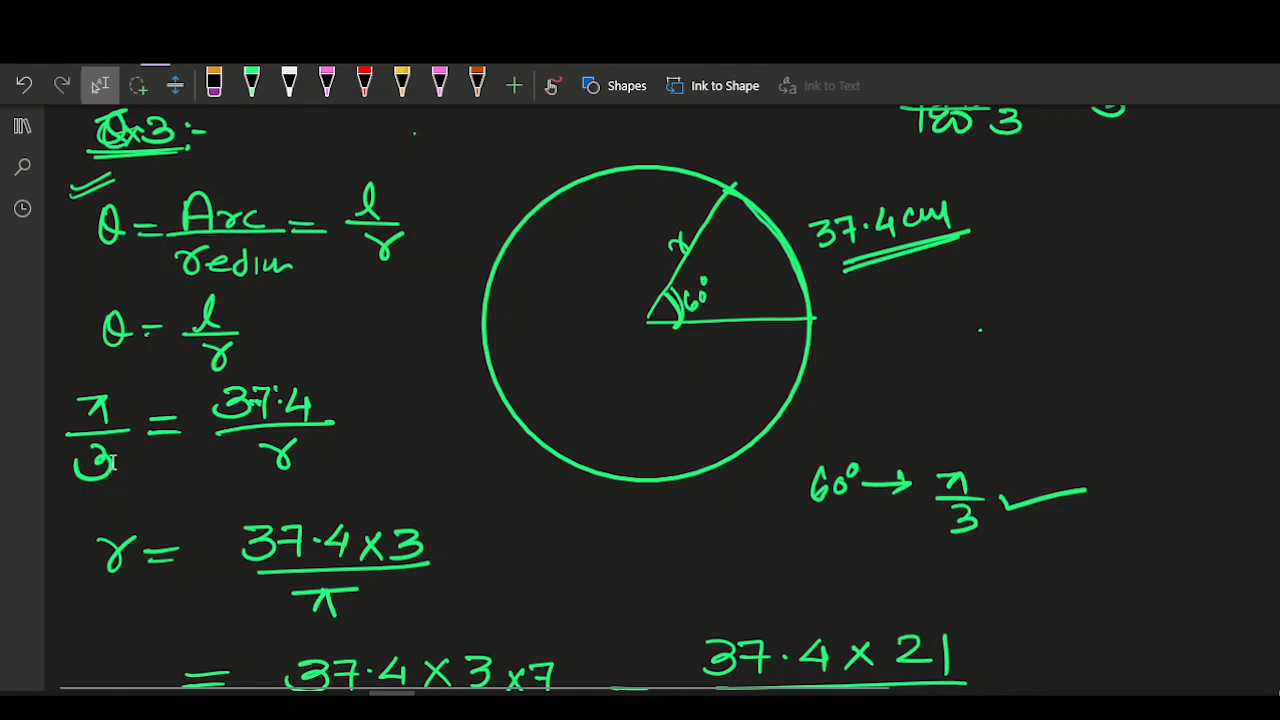 Shapes
Ink to Shape
Ink to Text
Ex 3:-
180 3
θ = Arc/redius = l/r
37.4 cm
r
60°
θ = l/r
π/3 = 37.4/r
60° → π/3 ✓
r = 37.4 × 3/π
= 37.4 × 3 × 7 = 37.4 × 21